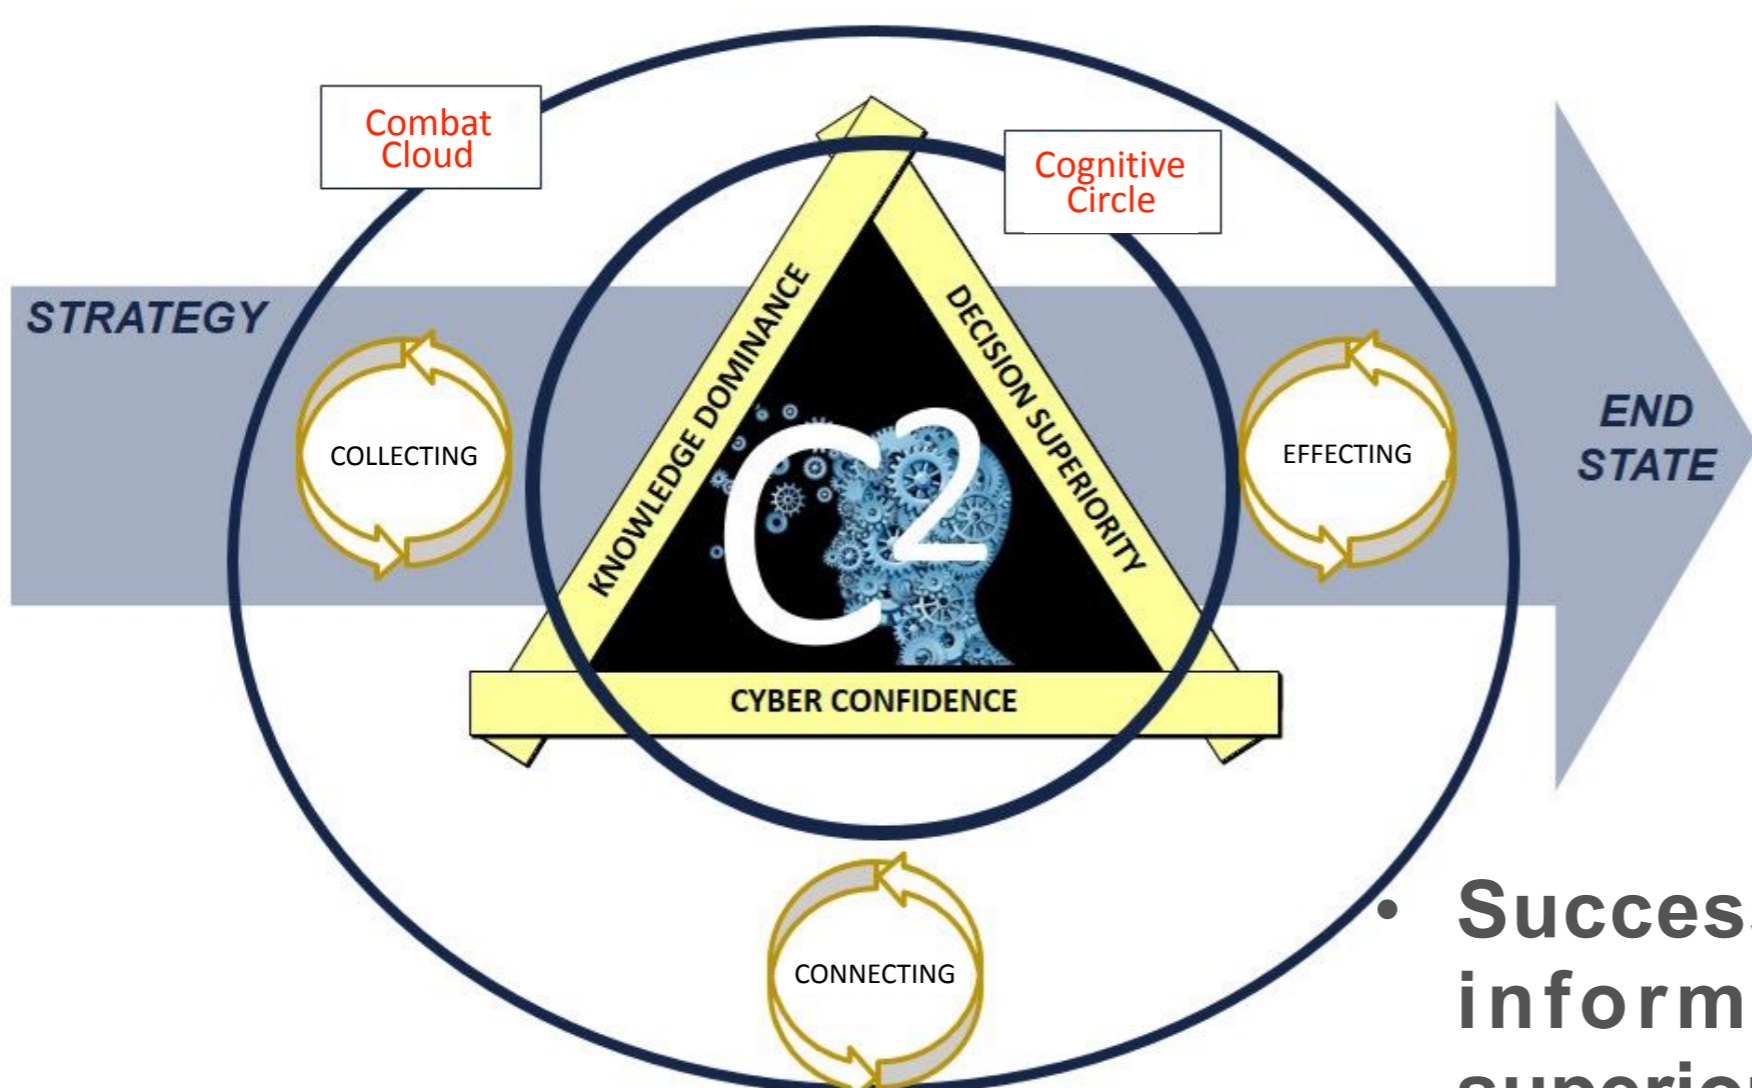 Combat
Cloud
Cognitive
Circle
STRATEGY
KNOWLEDGE DOMINANCE
DECISION SUPERIORITY
COLLECTING
C2
EFFECTING
END
STATE
CYBER CONFIDENCE
CONNECTING